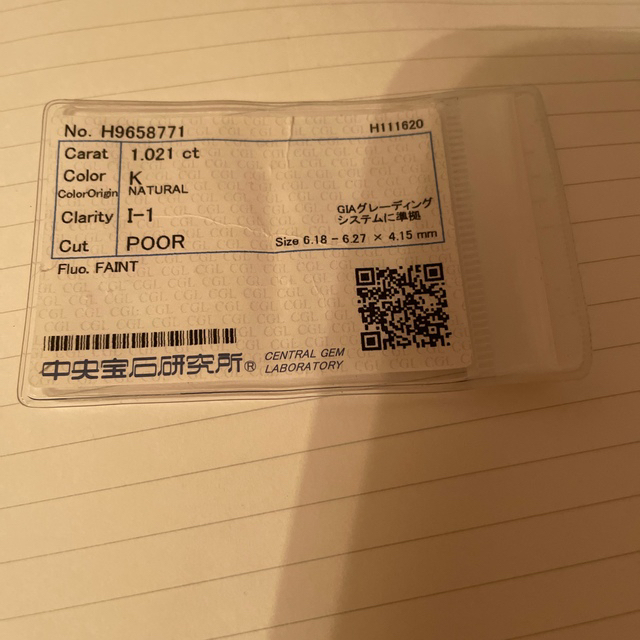 No. H9658771 H111620
Carat 1.021 ct
Color K
ColorOrigin NATURAL
Clarity I-1
GIAグレーディング
システムに準拠
Cut POOR Size 6.18 - 6.27 × 4.15 mm
Fluo. FAINT
中央宝石研究所® CENTRAL GEM
LABORATORY